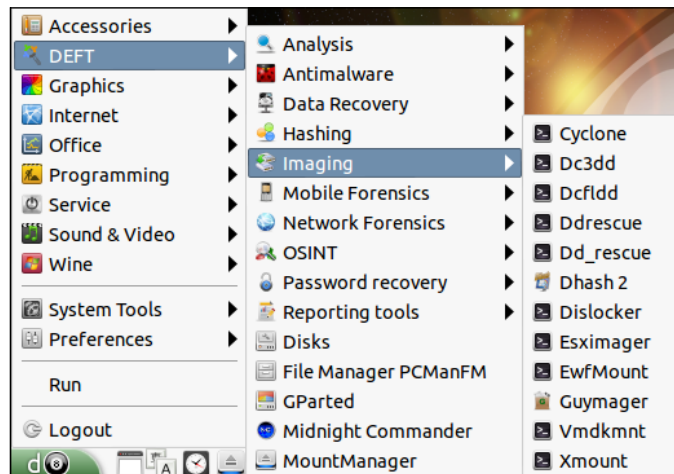 Accessories
DEFT
Graphics
Internet
Office
Programming
Service
Sound & Video
Wine
System Tools
Preferences
Run
Logout
Analysis
Antimalware
Data Recovery
Hashing
Imaging
Mobile Forensics
Network Forensics
OSINT
Password recovery
Reporting tools
Disks
File Manager PCManFM
GParted
Midnight Commander
MountManager
Cyclone
Dc3dd
Dcfldd
Ddrescue
Dd_rescue
Dhash 2
Dislocker
Esximager
EwfMount
Guymager
Vmdkmnt
Xmount
d8
A